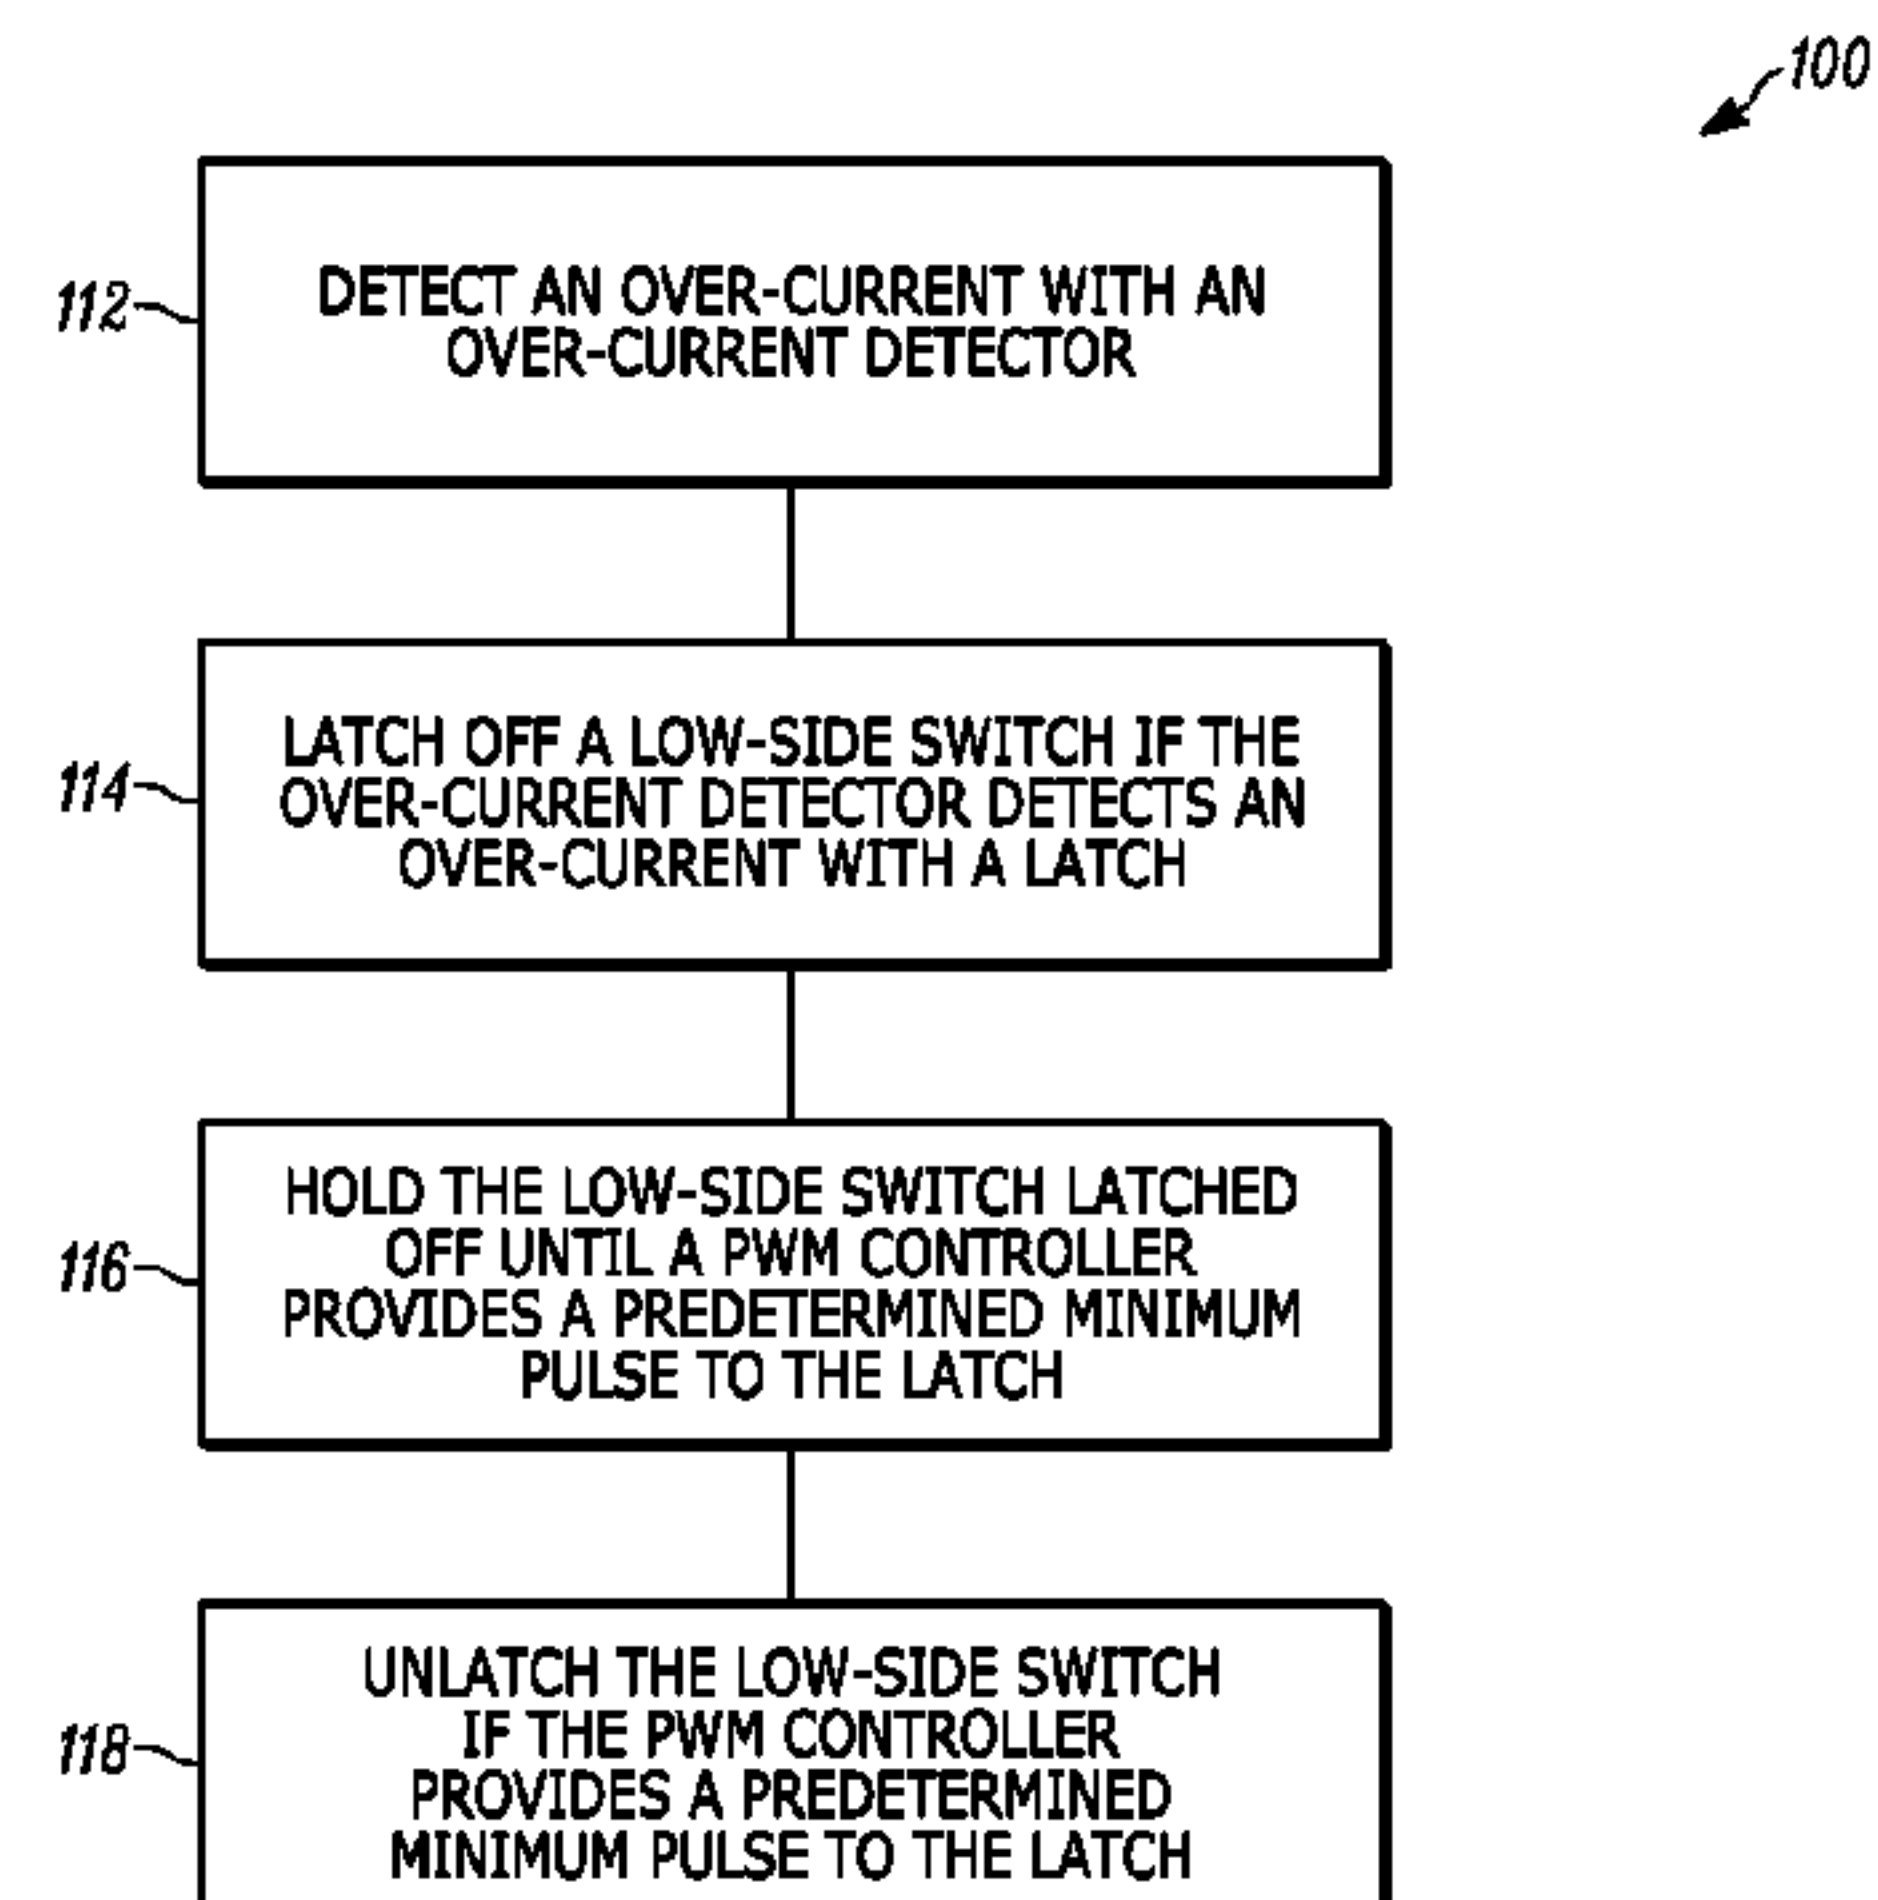 100
112
DETECT AN OVER-CURRENT WITH AN
OVER-CURRENT DETECTOR
114
LATCH OFF A LOW-SIDE SWITCH IF THE
OVER-CURRENT DETECTOR DETECTS AN
OVER-CURRENT WITH A LATCH
116
HOLD THE LOW-SIDE SWITCH LATCHED
OFF UNTIL A PWM CONTROLLER
PROVIDES A PREDETERMINED MINIMUM
PULSE TO THE LATCH
118
UNLATCH THE LOW-SIDE SWITCH
IF THE PWM CONTROLLER
PROVIDES A PREDETERMINED
MINIMUM PULSE TO THE LATCH